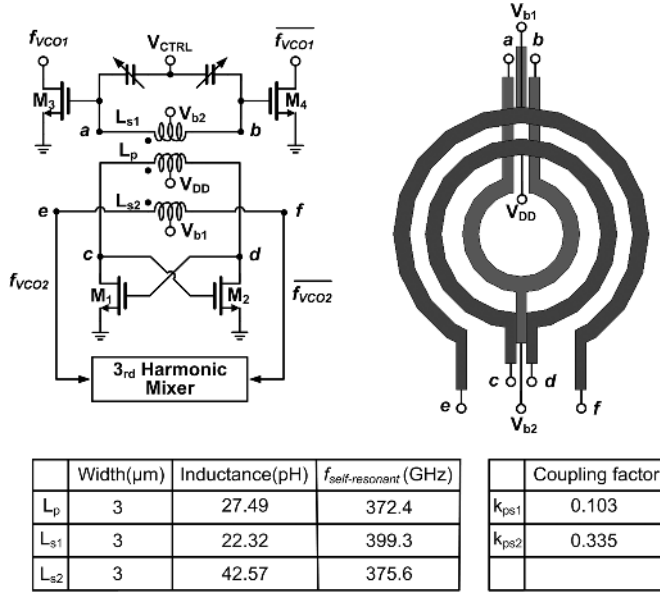 fVCO1
VCTRL
fVCO1
M3
M4
Ls1
Vb2
a
b
Lp
VDD
Ls2
e
f
Vb1
c
d
fVCO2
M1
M2
fVCO2
3rd Harmonic
Mixer
Vb1
a
b
VDD
c
d
e
f
Vb2
Width(μm) Inductance(pH) fself-resonant (GHz)
Lp 3 27.49 372.4
Ls1 3 22.32 399.3
Ls2 3 42.57 375.6
Coupling factor
kps1 0.103
kps2 0.335